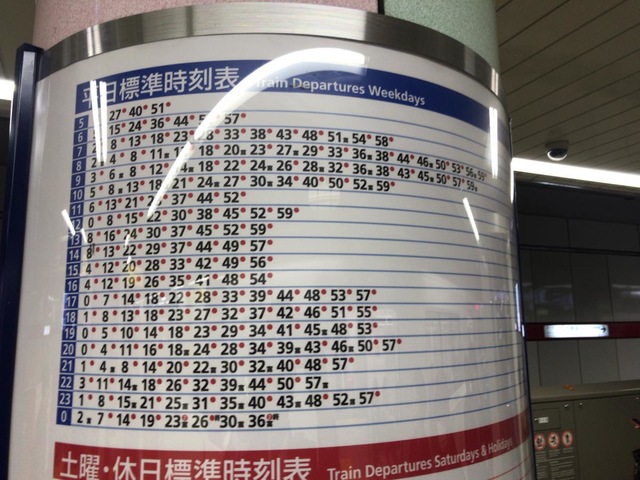 平日標準時刻表 Train Departures Weekdays
5 27 40 51
6 15 24 36 44 57
7 8 13 18 23 33 38 43 48 51 54 58
8 4 8 11 18 20 23 27 29 33 36 38 44 46 50 53 56 59
9 3 6 8 12 18 22 24 26 28 32 36 38 43 45 50 57 59
10 5 8 13 18 21 24 27 30 34 40 50 52 59
11 6 13 21 37 44 52
12 0 8 15 30 38 45 52 59
13 8 16 24 30 37 45 52 59
14 8 13 22 29 37 44 49 57
15 4 12 20 28 33 42 49 56
16 4 12 19 26 35 41 48 54
17 0 7 14 18 22 28 33 39 44 48 53 57
18 1 8 13 18 23 27 32 37 42 46 51 55
19 0 5 10 14 18 23 29 34 41 45 48 53
20 0 4 11 16 18 24 28 34 39 43 46 50 57
21 1 4 8 14 20 22 30 32 40 48 57
22 3 11 14 18 26 32 39 44 50 57
23 1 8 15 21 25 31 35 40 43 48 52 57
0 2 7 14 19 23 26 30 36
土曜・休日標準時刻表 Train Departures Saturdays & Holidays